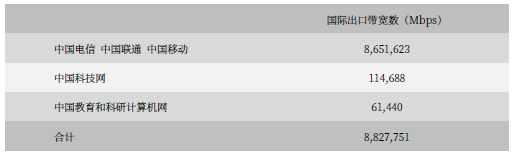 国际出口带宽数（Mbps）
中国电信 中国联通 中国移动 8,651,623
中国科技网 114,688
中国教育和科研计算机网 61,440
合计 8,827,751